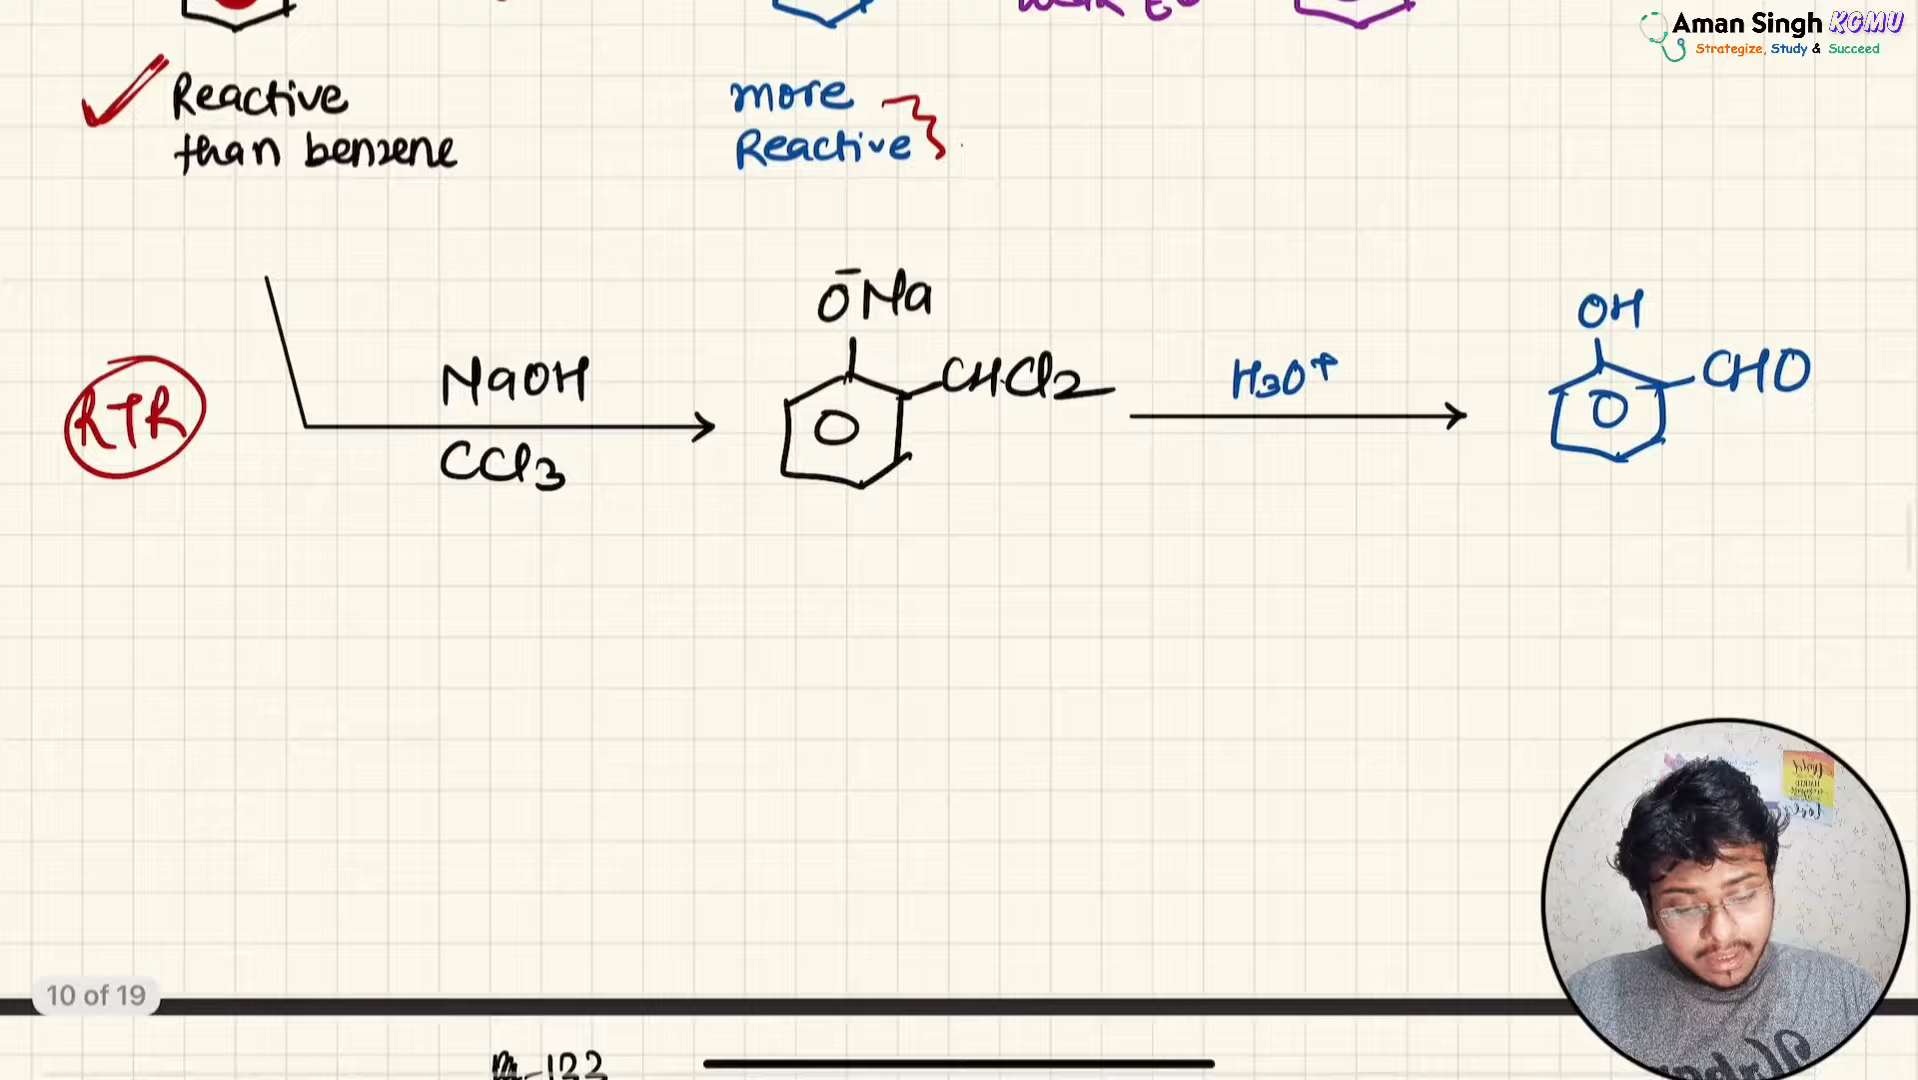 Aman Singh KGMU
Strategize, Study & Succeed
Reactive
than benzene
more
Reactive
RTR
NaOH
CCl3
ŌNa
CHCl2
H3O+
OH
CHO
10 of 19
-122